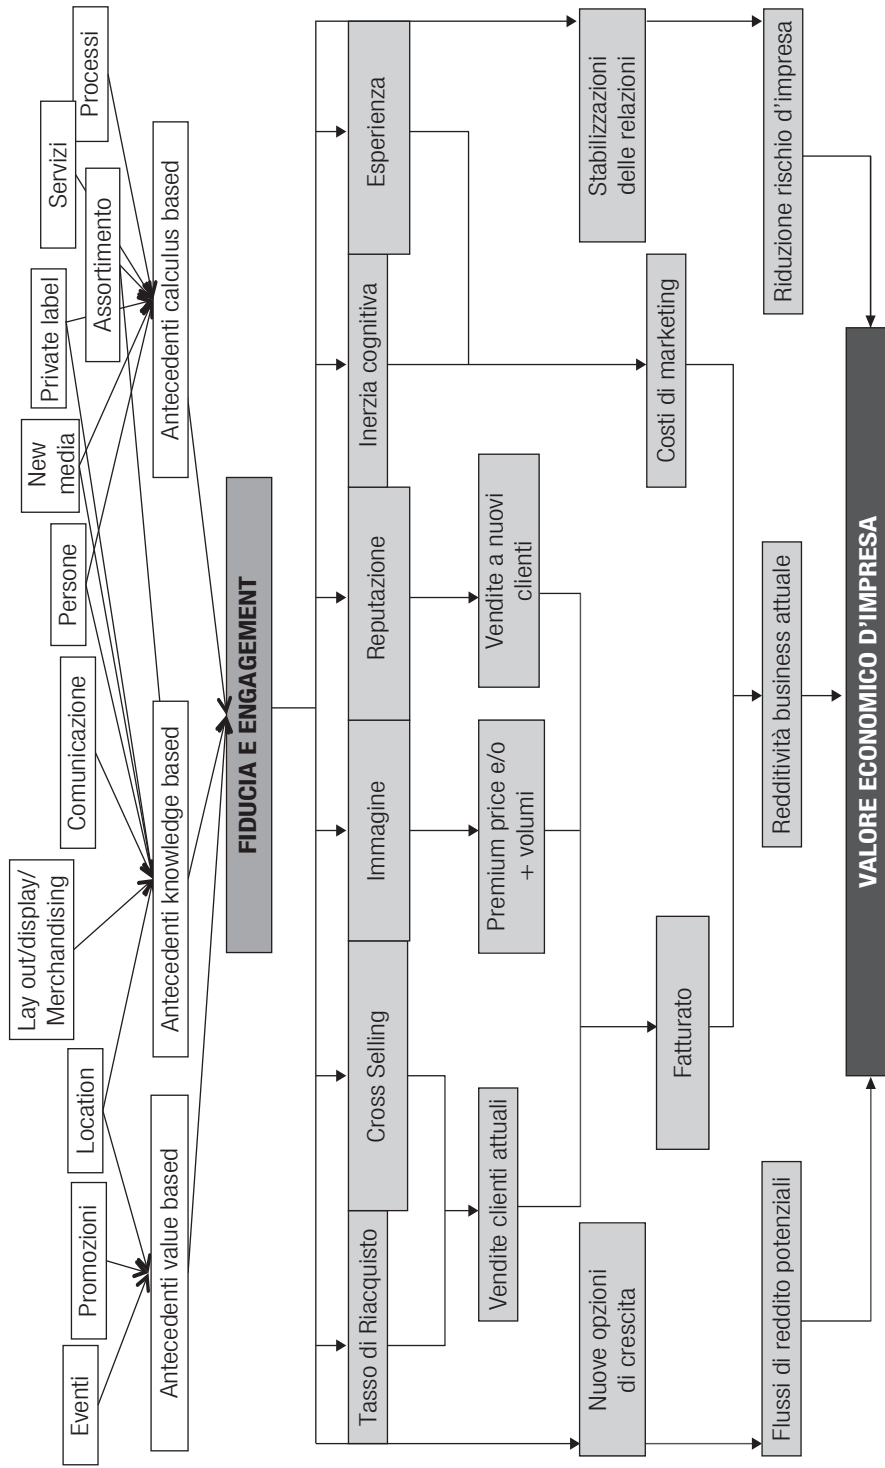 Eventi
Promozioni
Location
Lay out/display/
Merchandising
Comunicazione
Persone
New
media
Private label
Assortimento
Servizi
Processi
Antecedenti value based
Antecedenti knowledge based
Antecedenti calculus based
FIDUCIA E ENGAGEMENT
Tasso di Riacquisto
Cross Selling
Immagine
Reputazione
Inerzia cognitiva
Esperienza
Vendite clienti attuali
Premium price e/o
+ volumi
Vendite a nuovi
clienti
Nuove opzioni
di crescita
Fatturato
Costi di marketing
Stabilizzazioni
delle relazioni
Flussi di reddito potenziali
Redditività business attuale
Riduzione rischio d'impresa
VALORE ECONOMICO D'IMPRESA